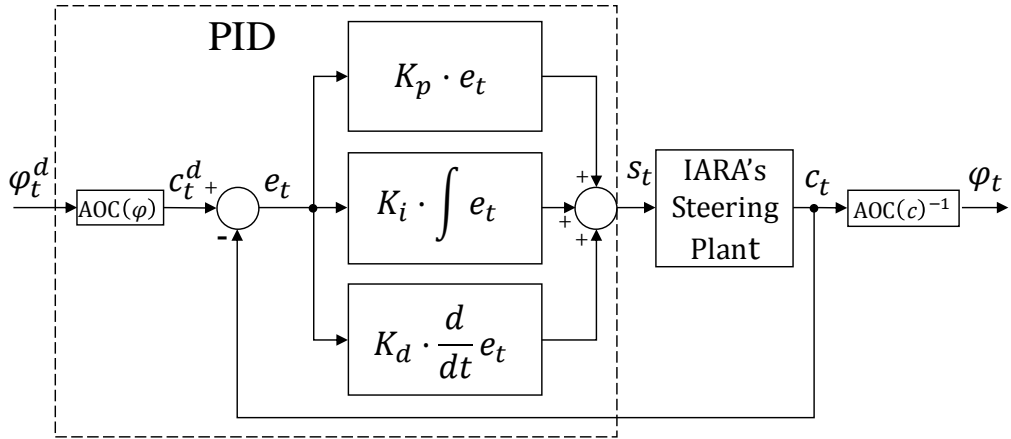 PID
K_p · e_t
φ_t^d
AOC(φ)
c_t^d
+
-
e_t
K_i · ∫ e_t
K_d · d/dt e_t
+
+
+
s_t
IARA's
Steering
Plant
c_t
AOC(c)^{-1}
φ_t